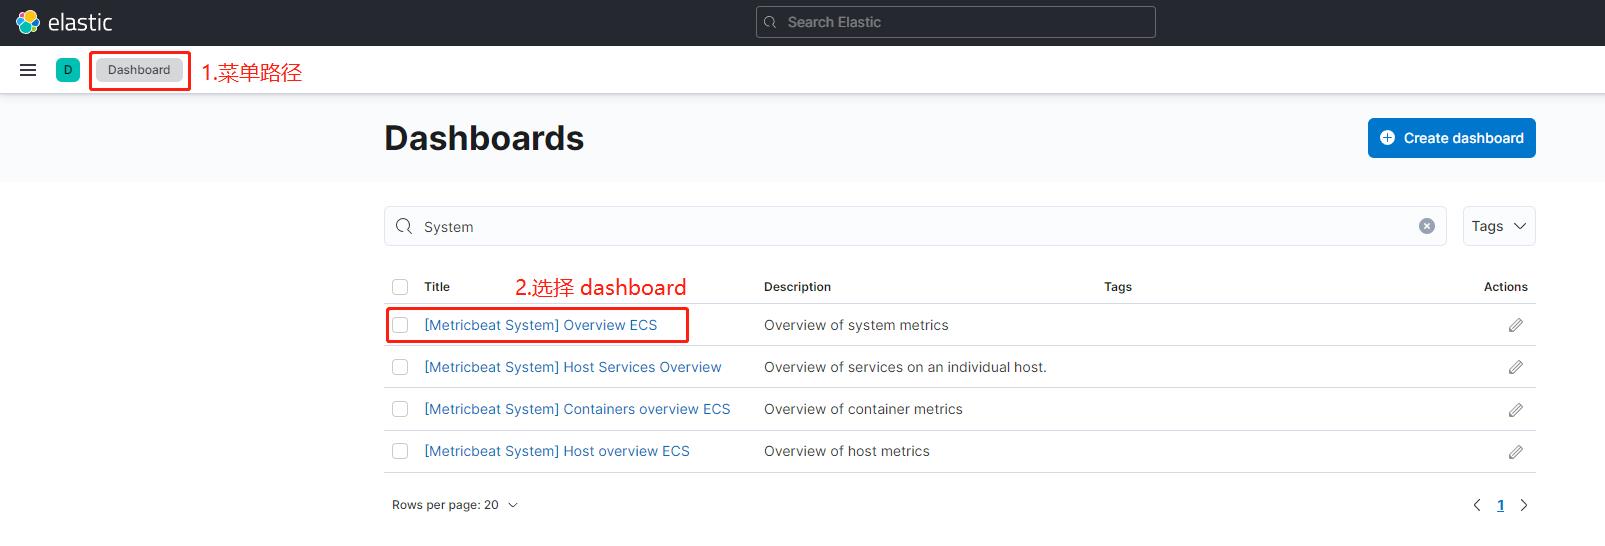 elastic
Search Elastic
D
Dashboard
1.菜单路径
Dashboards
Create dashboard
System
Tags
2.选择 dashboard
Title Description Tags Actions
[Metricbeat System] Overview ECS Overview of system metrics
[Metricbeat System] Host Services Overview Overview of services on an individual host.
[Metricbeat System] Containers overview ECS Overview of container metrics
[Metricbeat System] Host overview ECS Overview of host metrics
Rows per page: 20
1